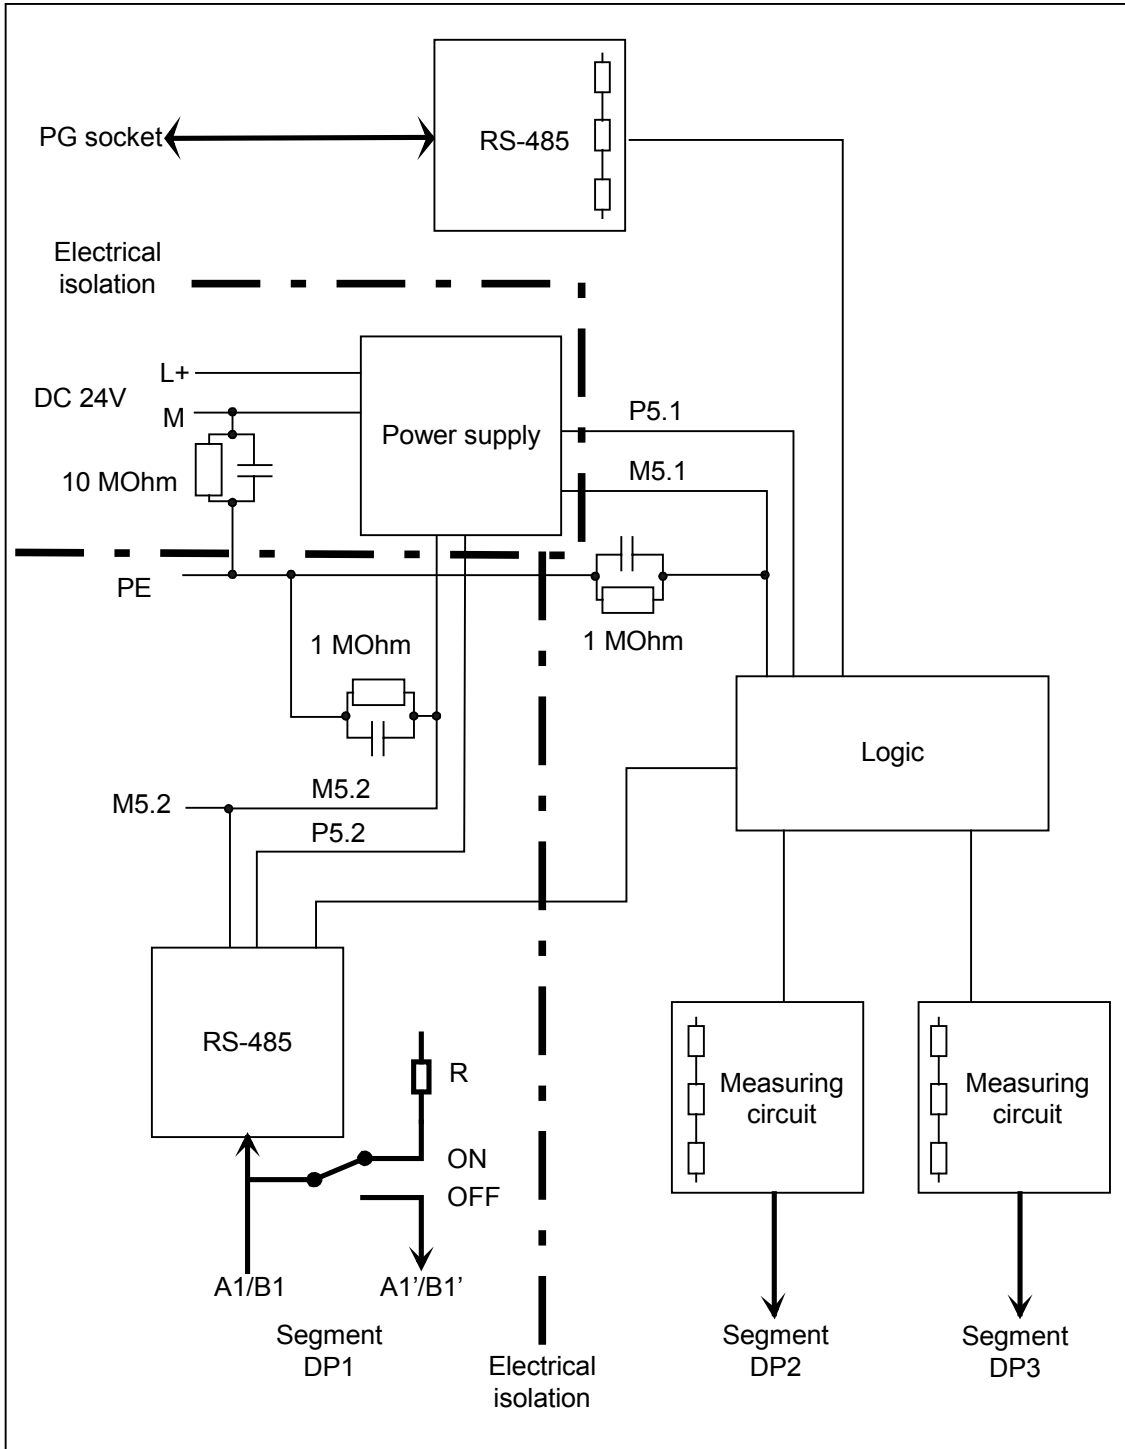 PG socket
RS-485
Electrical
isolation
L+
DC 24V
M
10 MOhm
Power supply
P5.1
M5.1
PE
1 MOhm
1 MOhm
Logic
M5.2
M5.2
P5.2
RS-485
R
ON
OFF
A1/B1
A1’/B1’
Segment
DP1
Electrical
isolation
Measuring
circuit
Measuring
circuit
Segment
DP2
Segment
DP3